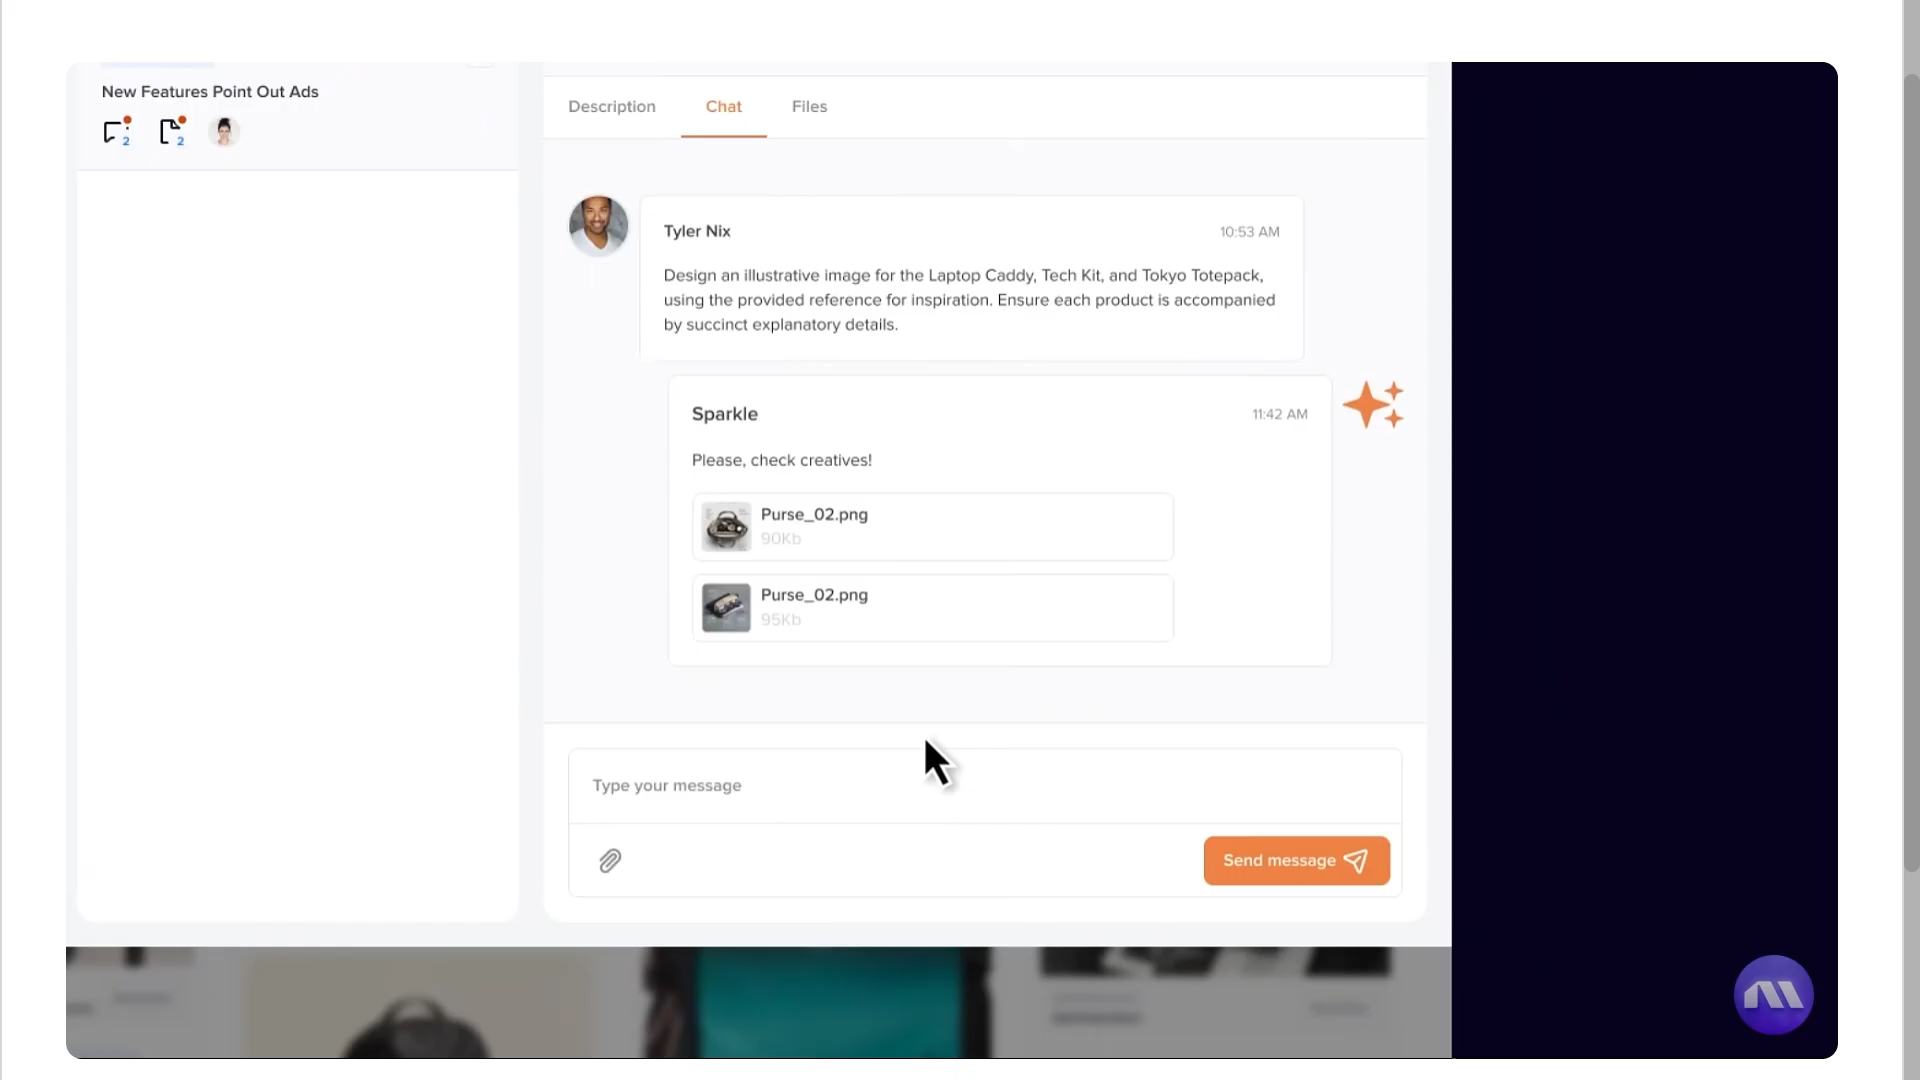 New Features Point Out Ads
2
2
Description
Chat
Files
Tyler Nix
10:53 AM
Design an illustrative image for the Laptop Caddy, Tech Kit, and Tokyo Totepack,
using the provided reference for inspiration. Ensure each product is accompanied
by succinct explanatory details.
Sparkle
11:42 AM
Please, check creatives!
Purse_02.png
90Kb
Purse_02.png
95Kb
Type your message
Send message